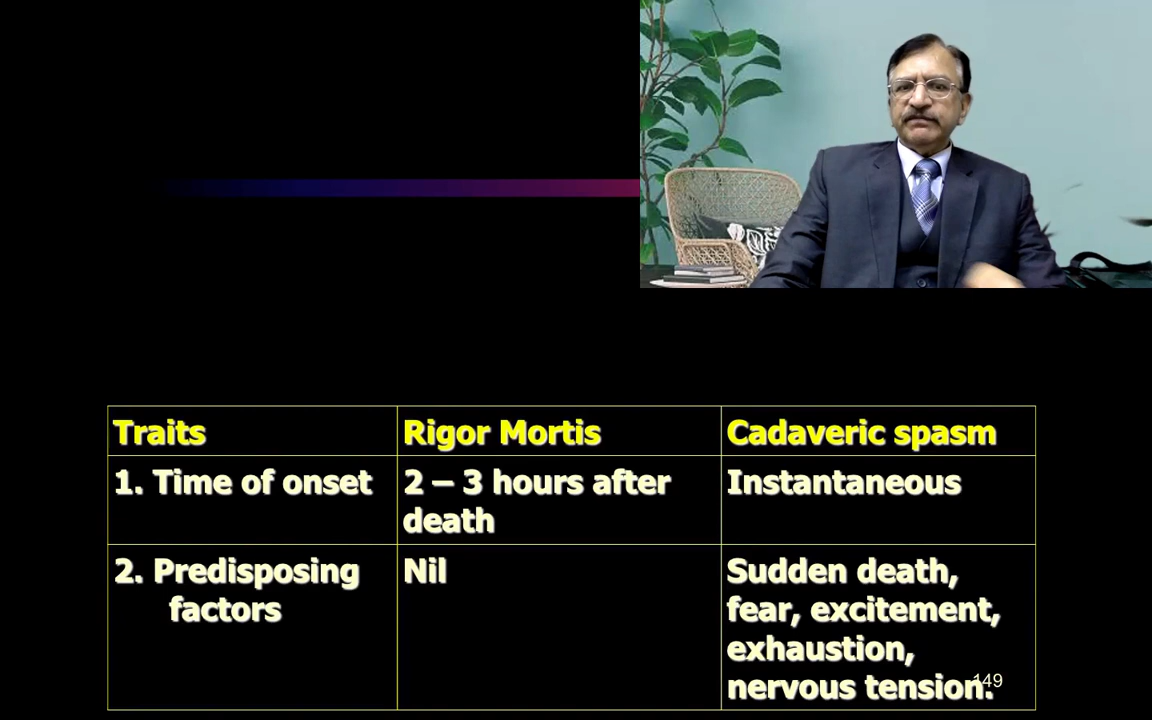 Traits
Rigor Mortis
Cadaveric spasm
1. Time of onset
2 – 3 hours after
death
Instantaneous
2. Predisposing
factors
Nil
Sudden death,
fear, excitement,
exhaustion,
nervous tension.
149